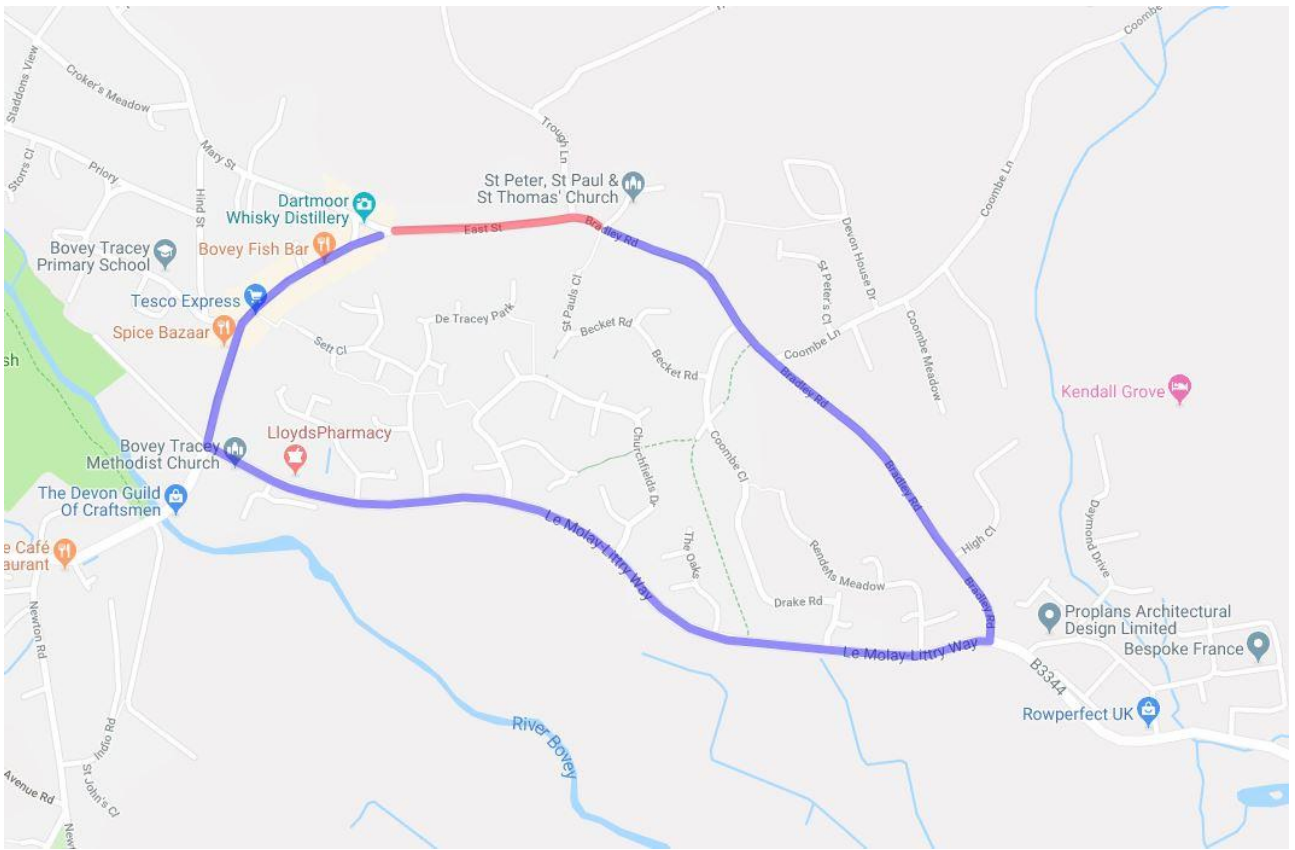 Staddons View
Croker's Meadow
Coombe Ln
Storrs Cl
Priory
Mary St
Hind St
Trough Ln
St Peter, St Paul &
St Thomas' Church
Dartmoor
Whisky Distillery
East St
Bradley Rd
Bovey Fish Bar
Bovey Tracey
Primary School
Tesco Express
Spice Bazaar
Sett Cl
De Tracey Park
St Pauls Cl
Becket Rd
Becket Rd
St Peter's Cl
Devon House Dr
Coombe Ln
Coombe Ln
Coombe Meadow
sh
Bradley Rd
Kendall Grove
LloydsPharmacy
Bovey Tracey
Methodist Church
Churchfields Dr
Coombe Cl
Bradley Rd
The Devon Guild
Of Craftsmen
e Café
aurant
Le Molay Littry Way
The Oaks
Rendells Meadow
High Cl
Daymond Drive
Drake Rd
Bradley Rd
Newton Rd
Proplans Architectural
Design Limited
Bespoke France
Le Molay Littry Way
B3344
Rowperfect UK
River Bovey
Indio Rd
St John's Cl
Avenue Rd
Newt